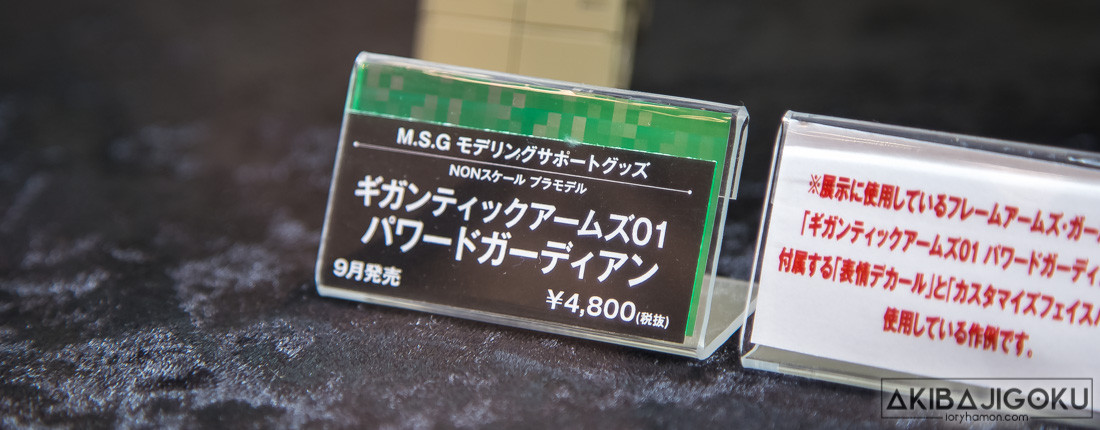 M.S.G モデリングサポートグッズ
NONスケール プラモデル
ギガンティックアームズ01
パワードガーディアン
9月発売
¥4,800(税抜)
※展示に使用しているフレームアームズ・ガー
「ギガンティックアームズ01 パワードガーディ
付属する「表情デカール」と「カスタマイズフェイス
使用している作例です。
AKIBAJIGOKU
loryhamon.com